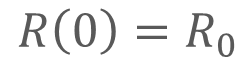 R(0) = R₀